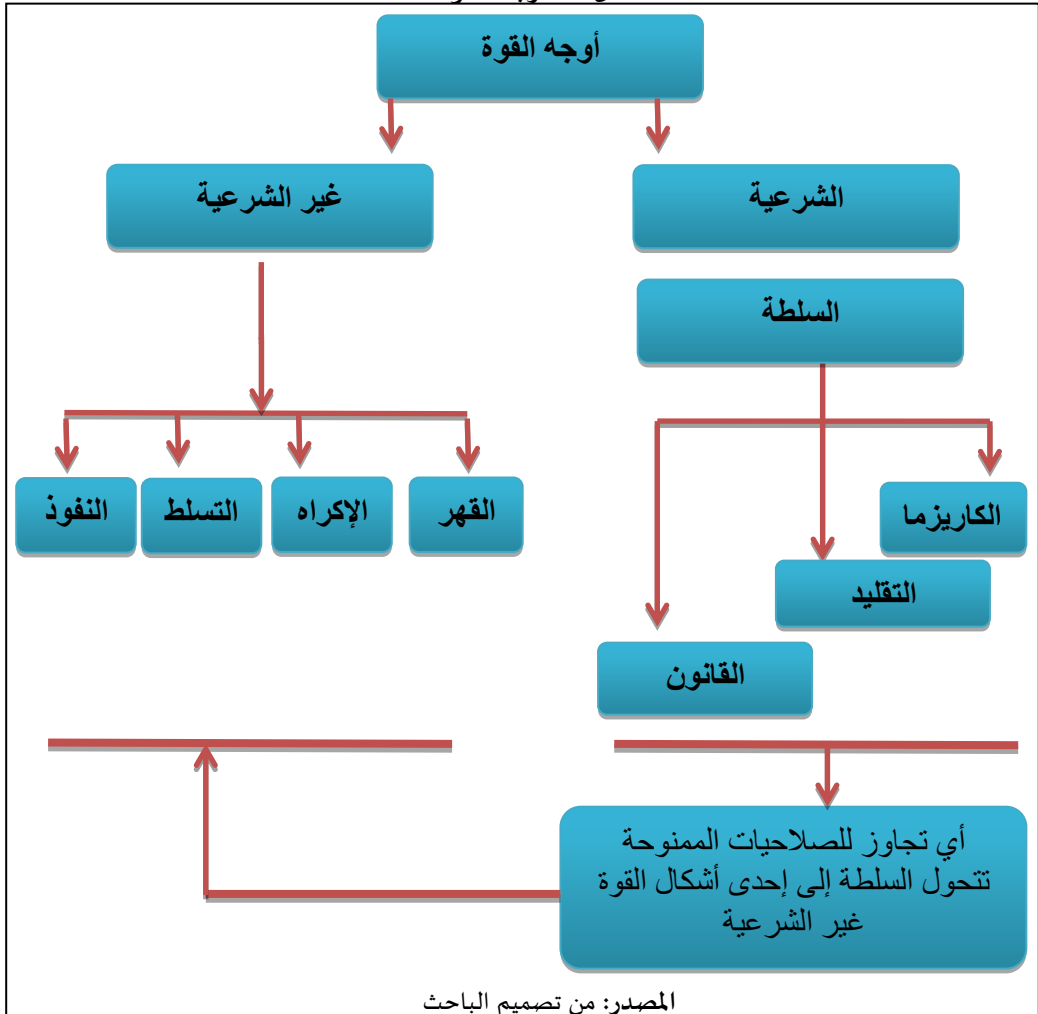 أوجه القوة
الشرعية
غير الشرعية
السلطة
الكاريزما
التقليد
القانون
القهر
الإكراه
التسلط
النفوذ
أي تجاوز للصلاحيات الممنوحة
تتحول السلطة إلى إحدى أشكال القوة
غير الشرعية
المصدر: من تصميم الباحث